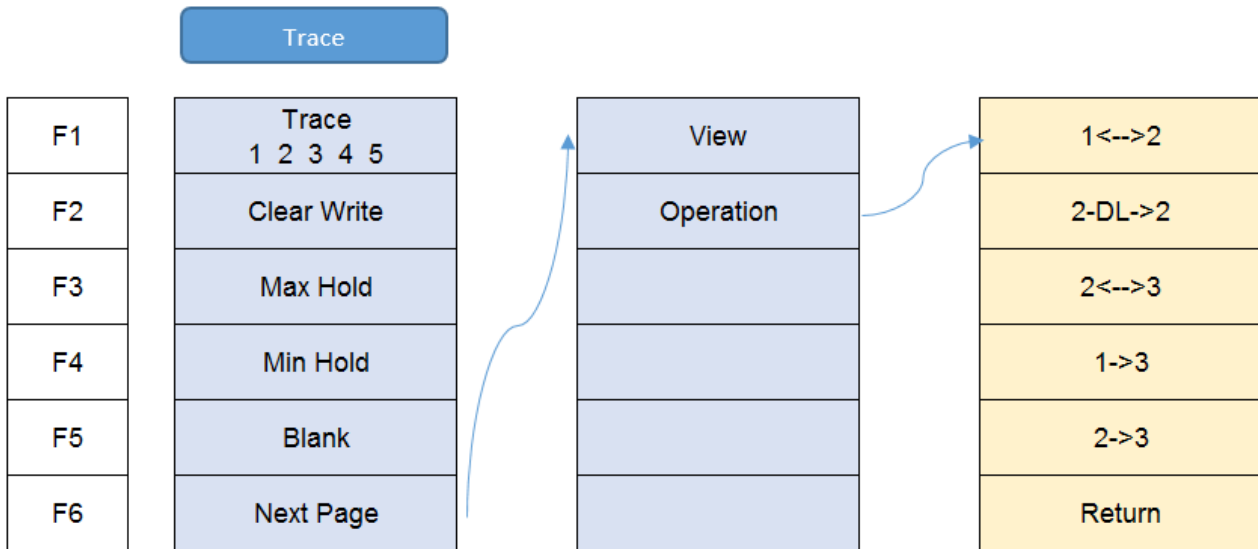 Trace
F1
Trace
1 2 3 4 5
View
1<-->2
F2
Clear Write
Operation
2-DL->2
F3
Max Hold
2<-->3
F4
Min Hold
1->3
F5
Blank
2->3
F6
Next Page
Return